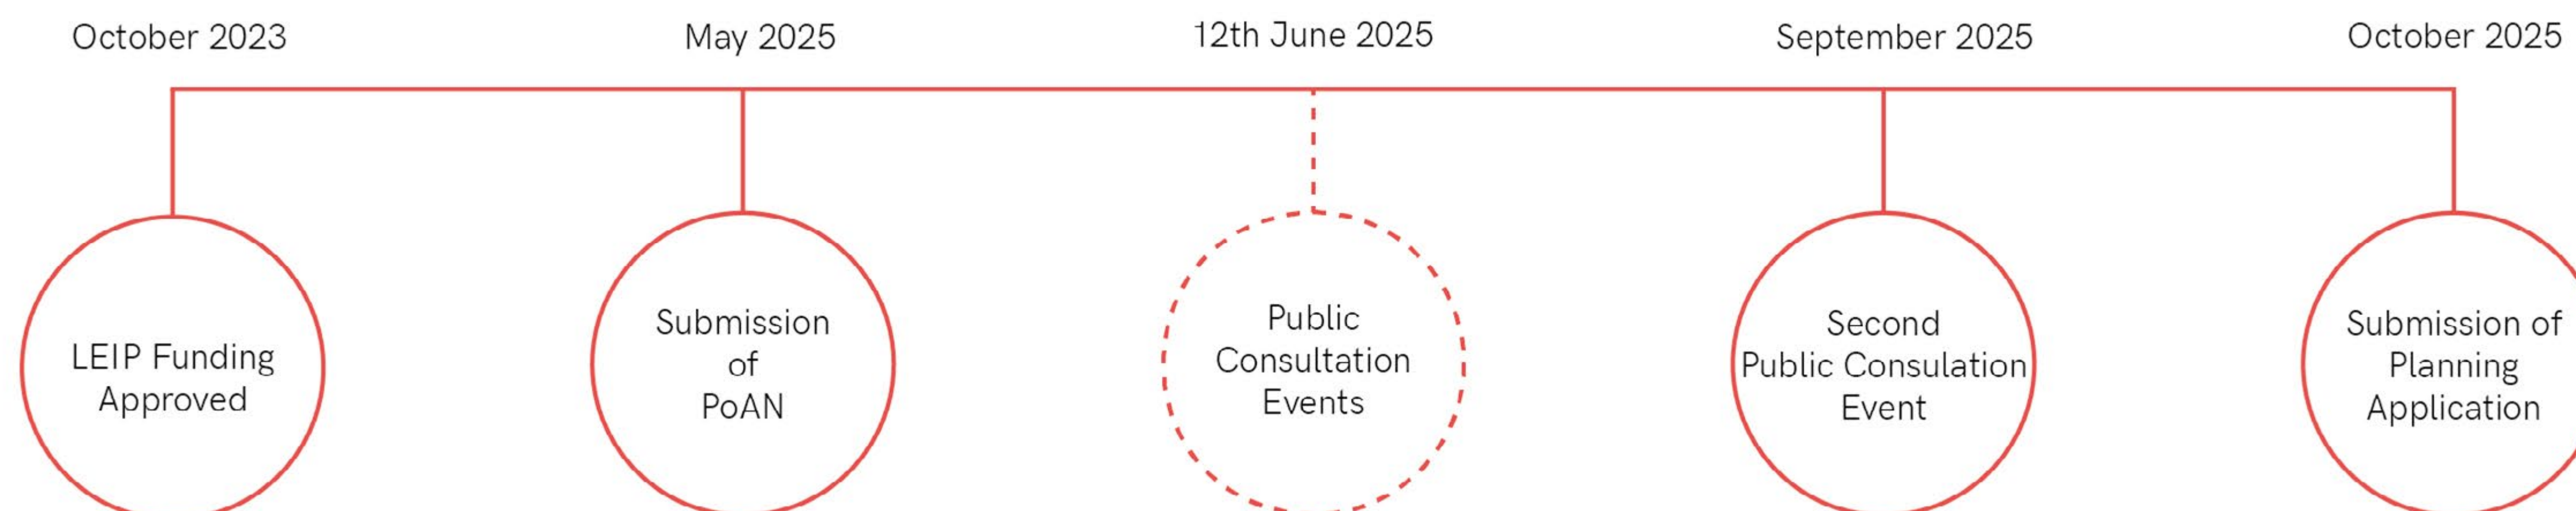 October 2023
May 2025
12th June 2025
September 2025
October 2025
LEIP Funding
Approved
Submission
of
PoAN
Public
Consultation
Events
Second
Public Consulation
Event
Submission of
Planning
Application